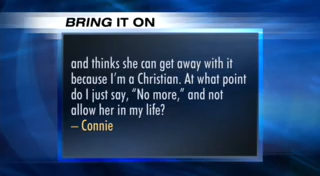 BRING IT ON
and thinks she can get away with it
because I'm a Christian. At what point
do I just say, "No more," and not
allow her in my life?
– Connie